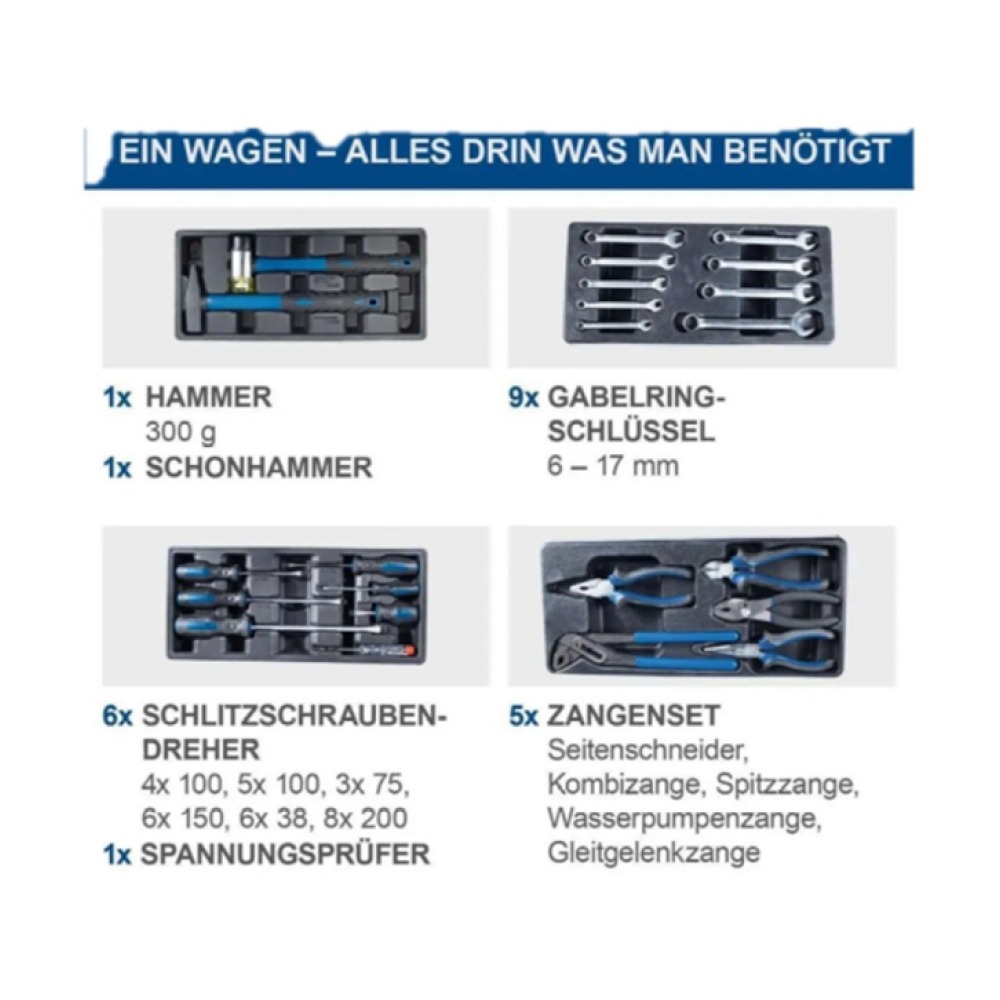 EIN WAGEN – ALLES DRIN WAS MAN BENÖTIGT
1x HAMMER
300 g
1x SCHONHAMMER
9x GABELRING-
SCHLÜSSEL
6 – 17 mm
6x SCHLITZSCHRAUBEN-
DREHER
4x 100, 5x 100, 3x 75,
6x 150, 6x 38, 8x 200
1x SPANNUNGSPRÜFER
5x ZANGENSET
Seitenschneider,
Kombizange, Spitzzange,
Wasserpumpenzange,
Gleitgelenkzange